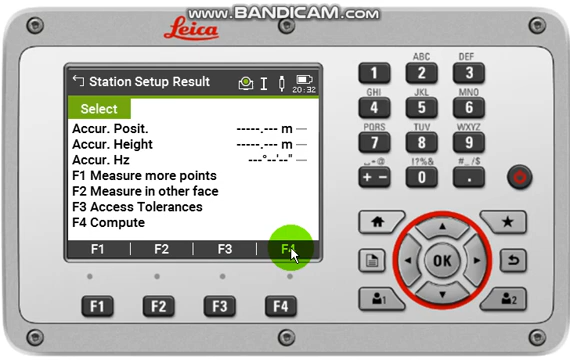 www.BANDICAM.com
Leica
Station Setup Result
20:32
Select
Accur. Posit. -----.--- m ---
Accur. Height -----.--- m ---
Accur. Hz ---°--'--" ---
F1 Measure more points
F2 Measure in other face
F3 Access Tolerances
F4 Compute
F1 | F2 | F3 | F4
F1 F2 F3 F4
ABC DEF
1 2 3
GHI JKL MNO
4 5 6
PQRS TUV WXYZ
7 8 9
_-@ !?%& #_/$
+ - 0 .
OK
1 2